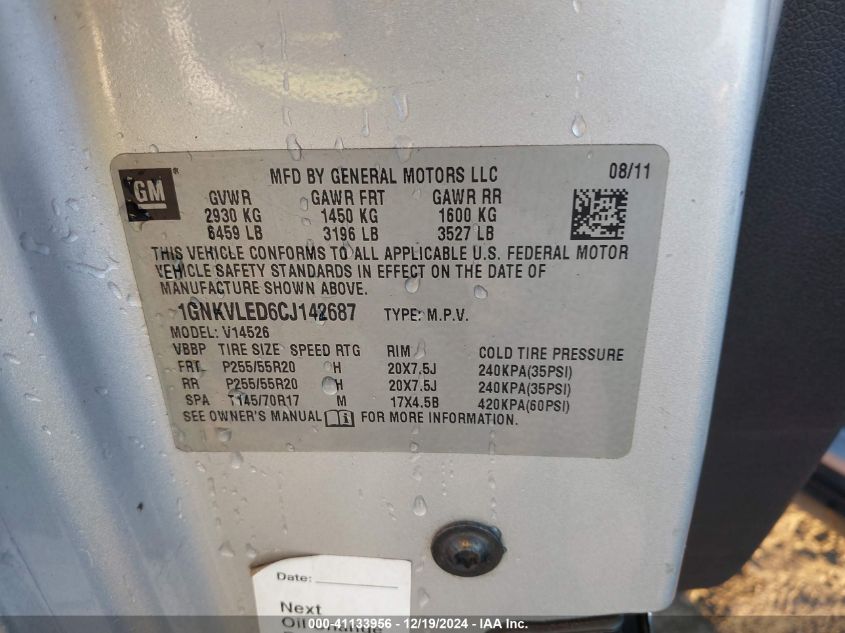 GM
MFD BY GENERAL MOTORS LLC 08/11
GVWR GAWR FRT GAWR RR
2930 KG 1450 KG 1600 KG
6459 LB 3196 LB 3527 LB
THIS VEHICLE CONFORMS TO ALL APPLICABLE U.S. FEDERAL MOTOR
VEHICLE SAFETY STANDARDS IN EFFECT ON THE DATE OF
MANUFACTURE SHOWN ABOVE.
1GNKVLED6CJ142687 TYPE: M.P.V.
MODEL: V14526
VBBP TIRE SIZE SPEED RTG RIM COLD TIRE PRESSURE
FRT P255/55R20 H 20X7.5J 240KPA(35PSI)
RR P255/55R20 H 20X7.5J 240KPA(35PSI)
SPA T145/70R17 M 17X4.5B 420KPA(60PSI)
SEE OWNER'S MANUAL FOR MORE INFORMATION.
Date:
Next
Oil Change
000-41133956 - 12/19/2024 - IAA Inc.